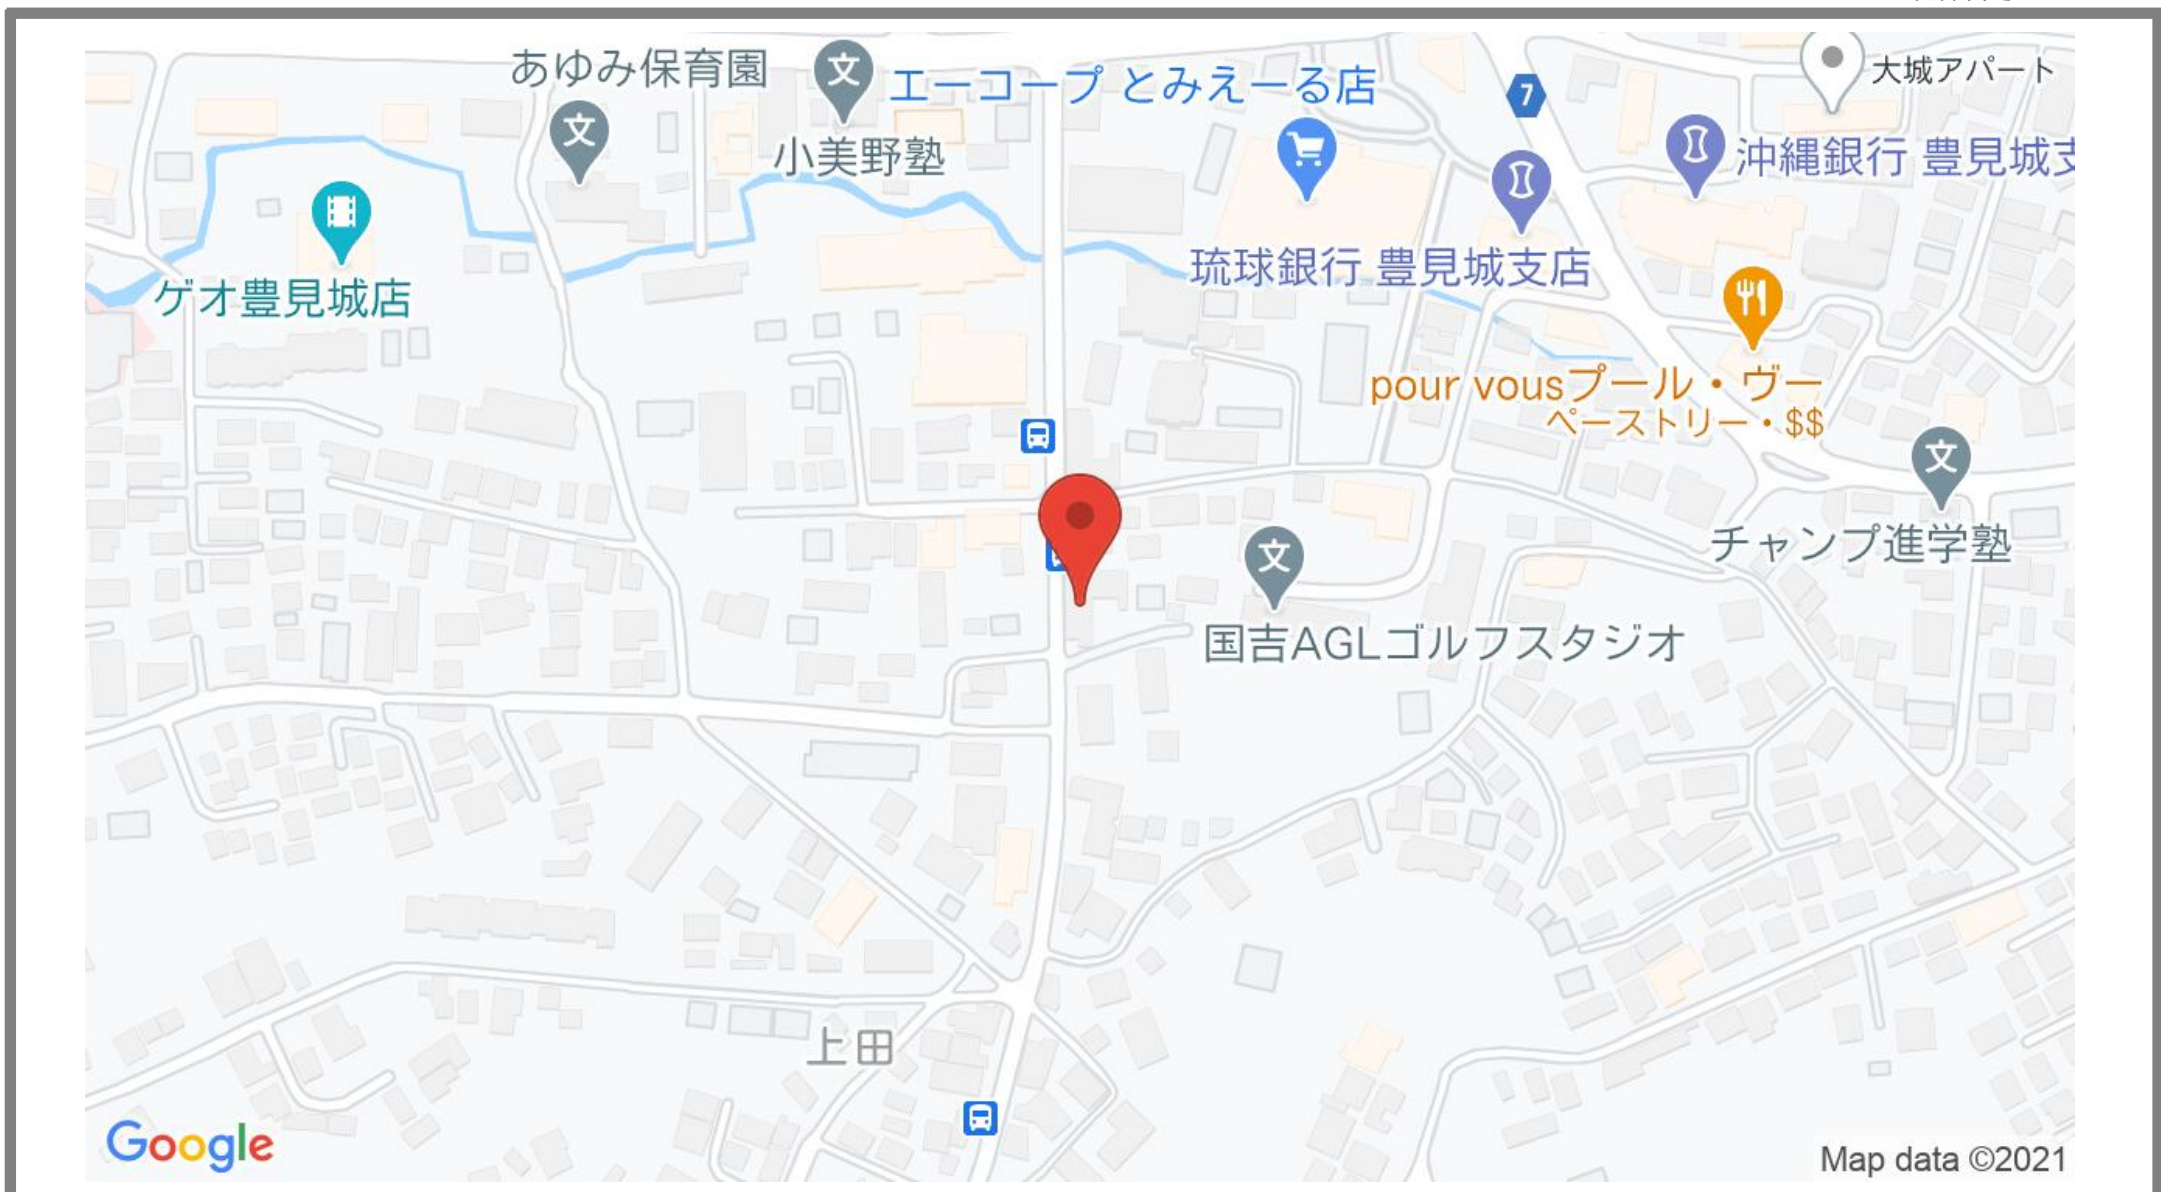 あゆみ保育園
文
エーコープ とみえーる店
7
大城アパート
文
小美野塾
沖縄銀行 豊見城支
ゲオ豊見城店
琉球銀行 豊見城支店
pour vousプール・ヴー
ペーストリー・$$
文
チャンプ進学塾
文
国吉AGLゴルフスタジオ
上田
Google
Map data ©2021